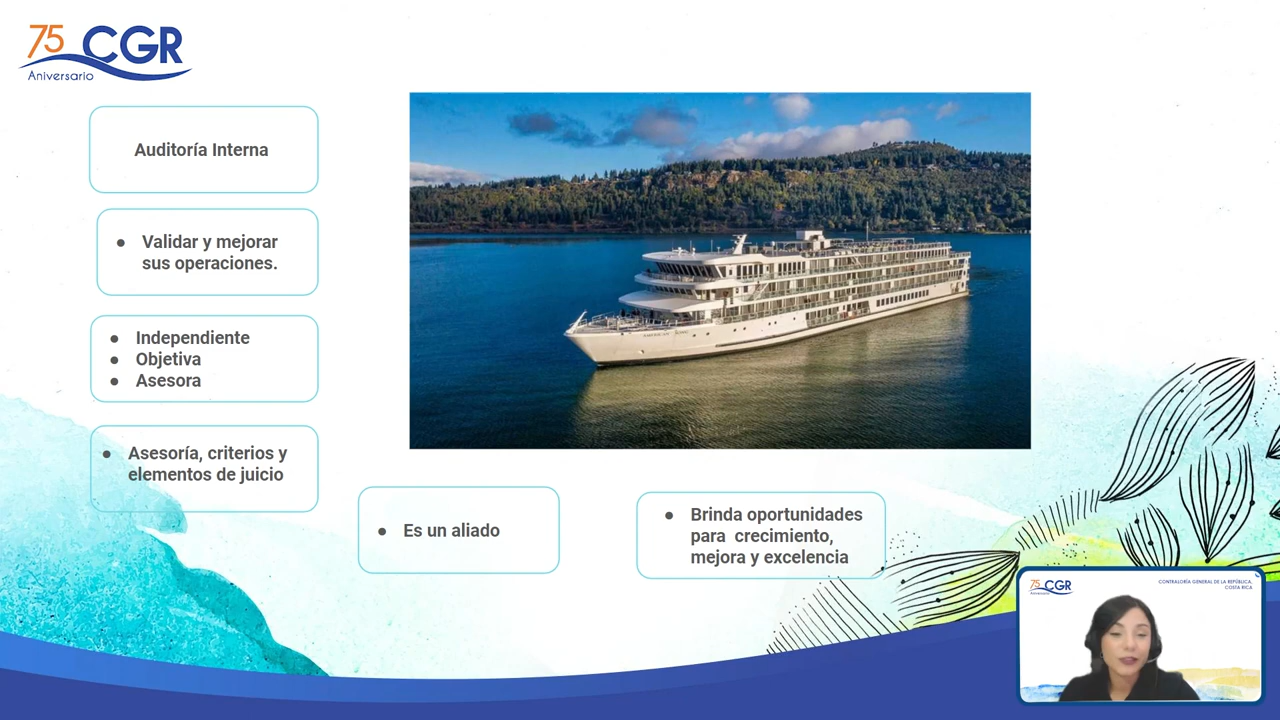 75 CGR
Aniversario
Auditoría Interna
● Validar y mejorar
sus operaciones.
● Independiente
● Objetiva
● Asesora
● Asesoría, criterios y
elementos de juicio
● Es un aliado
● Brinda oportunidades
para crecimiento,
mejora y excelencia
75 CGR
Aniversario
CONTRALORÍA GENERAL DE LA REPÚBLICA,
COSTA RICA